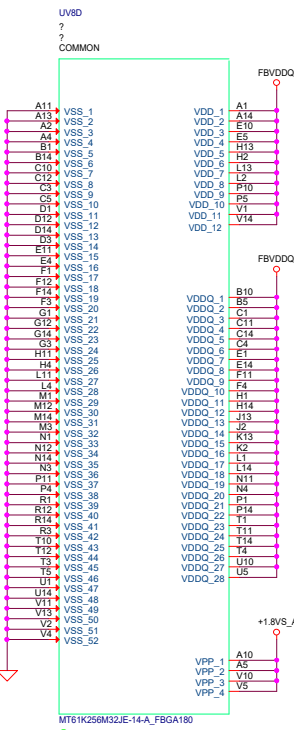 UV8D
?
?
COMMON
FBVDDQ
A11 VSS_1 VDD_1 A1
A13 VSS_2 VDD_2 A14
A2 VSS_3 VDD_3 E10
A4 VSS_4 VDD_4 E5
B1 VSS_5 VDD_5 H13
B14 VSS_6 VDD_6 H2
C10 VSS_7 VDD_7 L13
C12 VSS_8 VDD_8 L2
C3 VSS_9 VDD_9 P10
C5 VSS_10 VDD_10 P5
D1 VSS_11 VDD_11 V1
D12 VSS_12 VDD_12 V14
D14 VSS_13
D3 VSS_14
E11 VSS_15
E4 VSS_16 FBVDDQ
F1 VSS_17
F12 VSS_18
F14 VSS_19 VDDQ_1 B10
F3 VSS_20 VDDQ_2 B5
G1 VSS_21 VDDQ_3 C1
G12 VSS_22 VDDQ_4 C11
G14 VSS_23 VDDQ_5 C14
G3 VSS_24 VDDQ_6 C4
H11 VSS_25 VDDQ_7 E1
H4 VSS_26 VDDQ_8 E14
L11 VSS_27 VDDQ_9 F11
L4 VSS_28 VDDQ_10 F4
M1 VSS_29 VDDQ_11 H1
M12 VSS_30 VDDQ_12 H14
M14 VSS_31 VDDQ_13 J13
M3 VSS_32 VDDQ_14 J2
N1 VSS_33 VDDQ_15 K13
N12 VSS_34 VDDQ_16 K2
N14 VSS_35 VDDQ_17 L1
N3 VSS_36 VDDQ_18 L14
P11 VSS_37 VDDQ_19 N11
P4 VSS_38 VDDQ_20 N4
R1 VSS_39 VDDQ_21 P1
R12 VSS_40 VDDQ_22 P14
R14 VSS_41 VDDQ_23 T1
R3 VSS_42 VDDQ_24 T11
T10 VSS_43 VDDQ_25 T14
T12 VSS_44 VDDQ_26 T4
T3 VSS_45 VDDQ_27 U10
T5 VSS_46 VDDQ_28 U5
U1 VSS_47
U14 VSS_48
V11 VSS_49
V13 VSS_50
V2 VSS_51 +1.8VS_A
V4 VSS_52
VPP_1 A10
VPP_2 A5
VPP_3 V10
VPP_4 V5
MT61K256M32JE-14-A_FBGA180